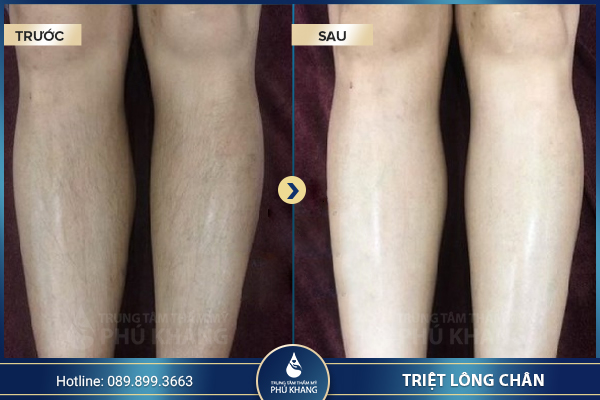 TRƯỚC
SAU
TRUNG TÂM THẨM MỸ
PHÚ KHANG
TRUNG TÂM THẨM MỸ
PHÚ KHANG
Hotline: 089.899.3663
TRUNG TÂM THẨM MỸ
PHÚ KHANG
TRIỆT LÔNG CHÂN